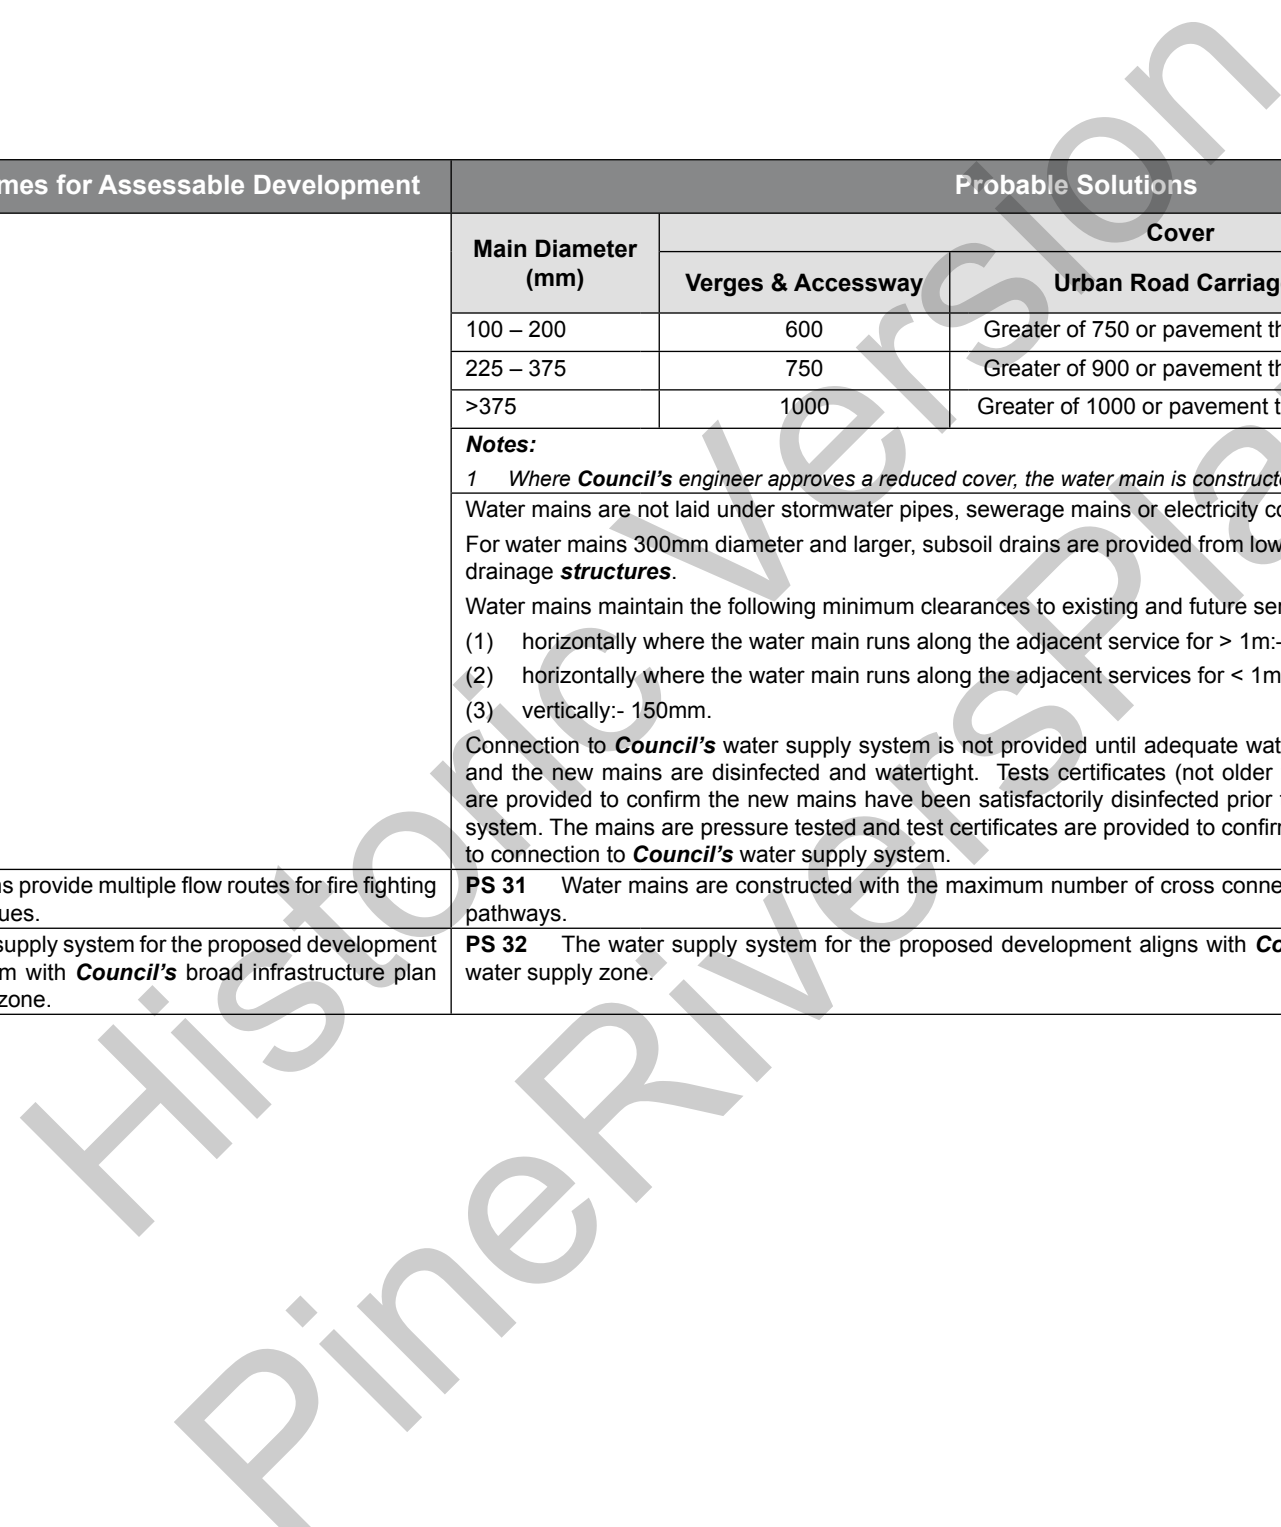 mes for Assessable Development
Probable Solutions
Main Diameter
(mm)
Cover
Verges & Accessway
Urban Road Carriag
100 – 200
600
Greater of 750 or pavement th
225 – 375
750
Greater of 900 or pavement th
>375
1000
Greater of 1000 or pavement t
Notes:
1 Where Council's engineer approves a reduced cover, the water main is construct
Water mains are not laid under stormwater pipes, sewerage mains or electricity co
For water mains 300mm diameter and larger, subsoil drains are provided from low
drainage structures.
Water mains maintain the following minimum clearances to existing and future ser
(1) horizontally where the water main runs along the adjacent service for > 1m:-
(2) horizontally where the water main runs along the adjacent services for < 1m
(3) vertically:- 150mm.
Connection to Council's water supply system is not provided until adequate wat
and the new mains are disinfected and watertight. Tests certificates (not older
are provided to confirm the new mains have been satisfactorily disinfected prior t
system. The mains are pressure tested and test certificates are provided to confirm
to connection to Council's water supply system.
s provide multiple flow routes for fire fighting
ues.
PS 31 Water mains are constructed with the maximum number of cross conne
pathways.
supply system for the proposed development
m with Council's broad infrastructure plan
zone.
PS 32 The water supply system for the proposed development aligns with Co
water supply zone.
Historic Version
PineRiversPla